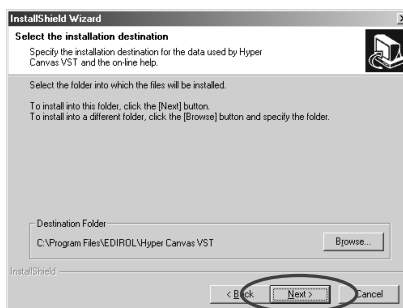 InstallShield Wizard
Select the installation destination
Specify the installation destination for the data used by Hyper
Canvas VST and the on-line help.
Select the folder into which the files will be installed.
To install into this folder, click the [Next] button.
To install into a different folder, click the [Browse] button and specify the folder.
Destination Folder
C:\Program Files\EDIROL\Hyper Canvas VST
Browse...
InstallShield
< Back
Next >
Cancel